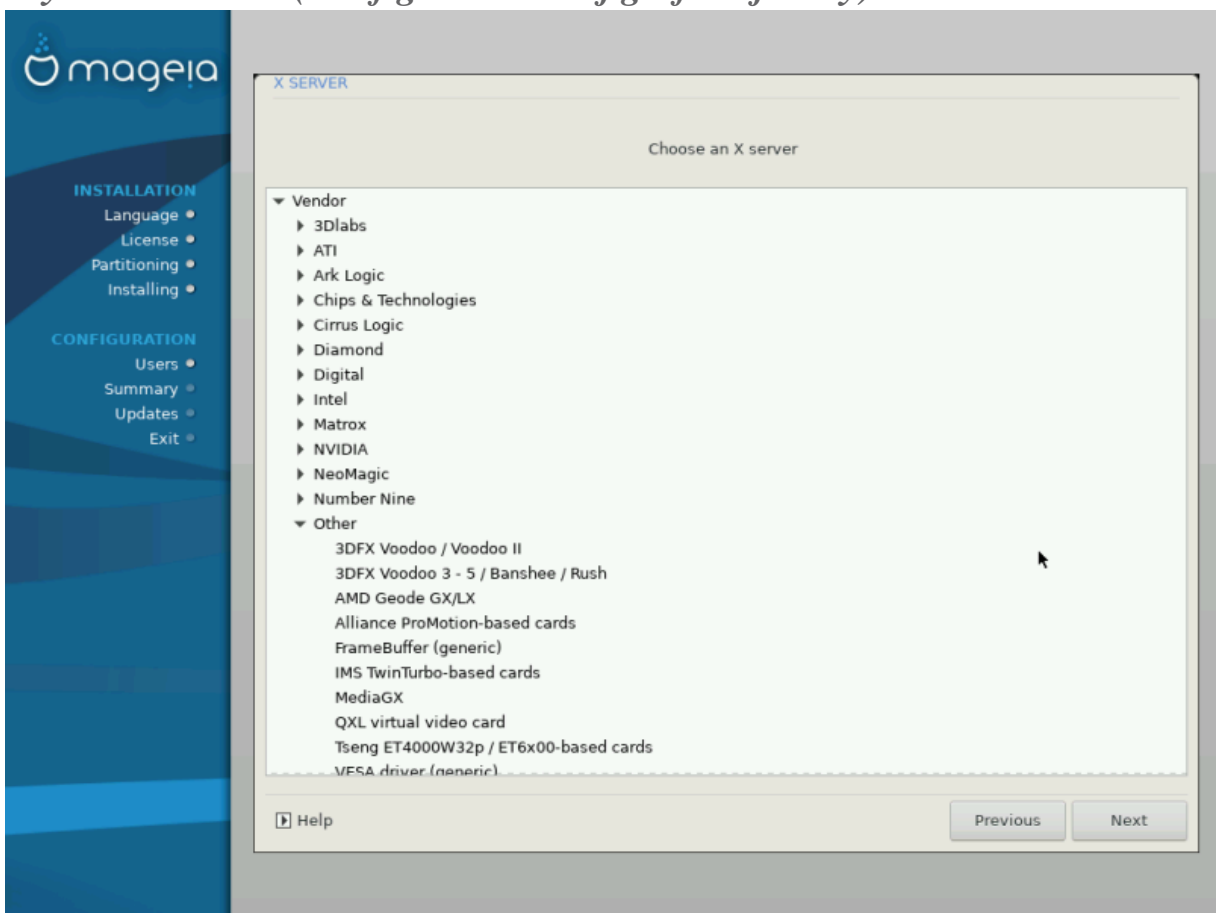 mageia
INSTALLATION
Language
License
Partitioning
Installing
CONFIGURATION
Users
Summary
Updates
Exit
X SERVER
Choose an X server
Vendor
3Dlabs
ATI
Ark Logic
Chips & Technologies
Cirrus Logic
Diamond
Digital
Intel
Matrox
NVIDIA
NeoMagic
Number Nine
Other
3DFX Voodoo / Voodoo II
3DFX Voodoo 3 - 5 / Banshee / Rush
AMD Geode GX/LX
Alliance ProMotion-based cards
FrameBuffer (generic)
IMS TwinTurbo-based cards
MediaGX
QXL virtual video card
Tseng ET4000W32p / ET6x00-based cards
VESA driver (generic)
Help
Previous
Next